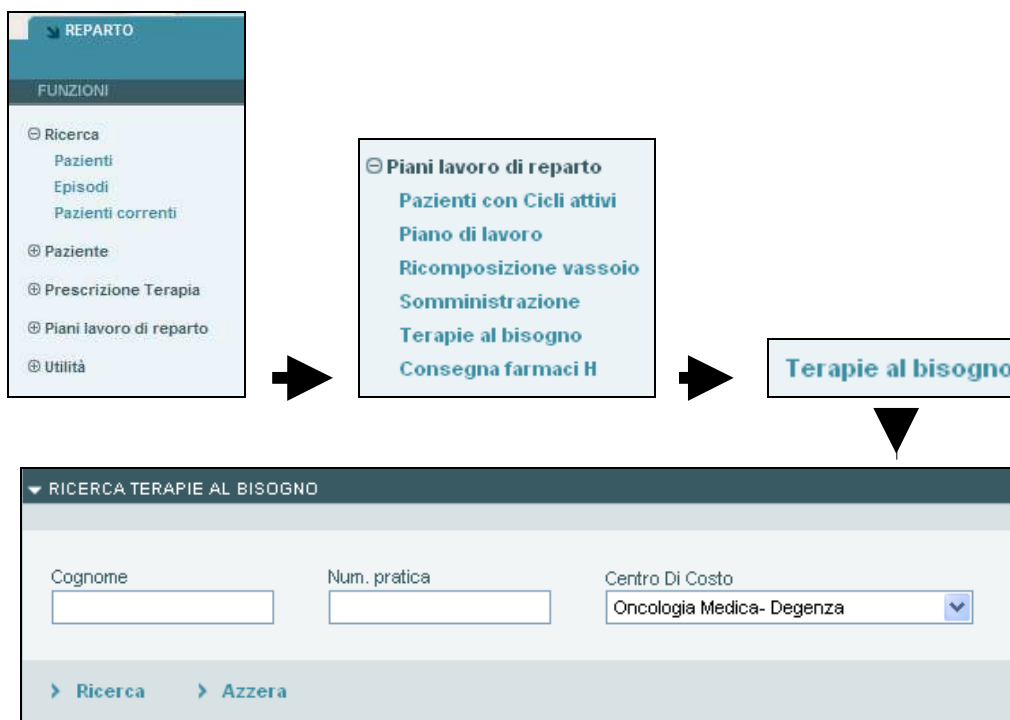 REPARTO
FUNZIONI
Ricerca
Pazienti
Episodi
Pazienti correnti
Paziente
Prescrizione Terapia
Piani lavoro di reparto
Utilità
Piani lavoro di reparto
Pazienti con Cicli attivi
Piano di lavoro
Ricomposizione vassoio
Somministrazione
Terapie al bisogno
Consegna farmaci H
Terapie al bisogno
RICERCA TERAPIE AL BISOGNO
Cognome Num. pratica Centro Di Costo
Oncologia Medica- Degenza
Ricerca Azzera